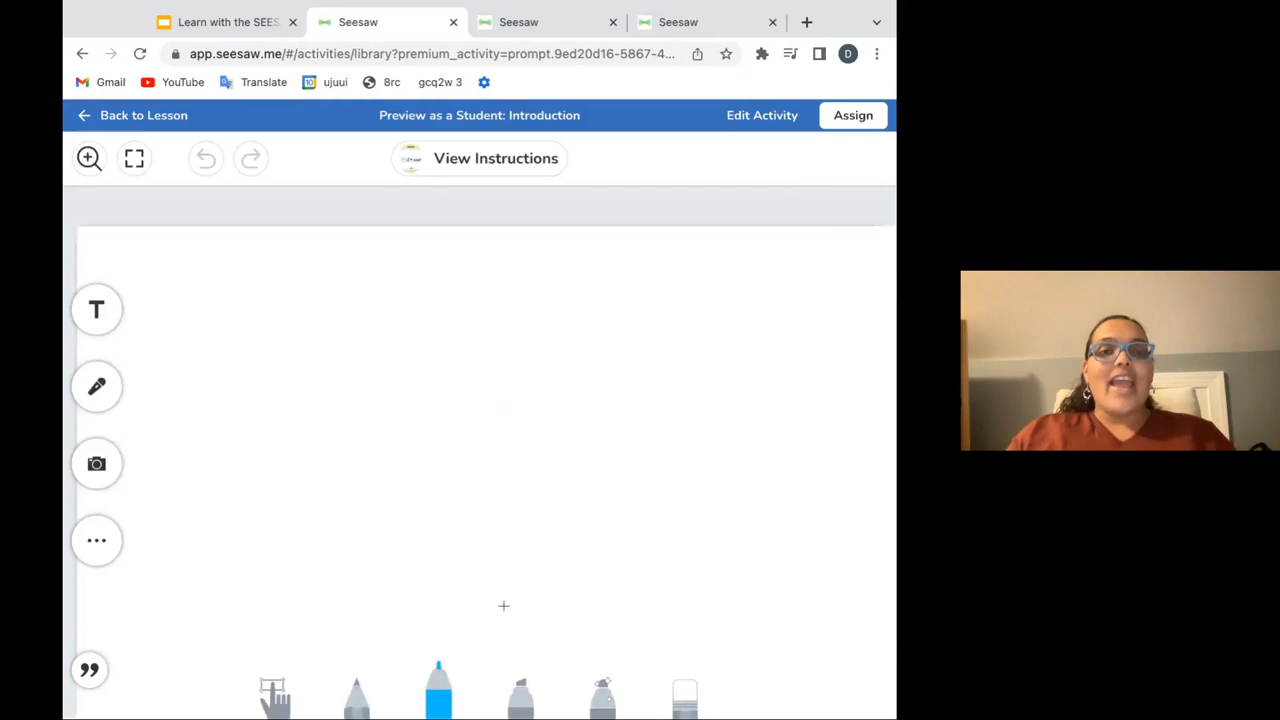 Learn with the SEES
Seesaw
Seesaw
Seesaw
app.seesaw.me/#/activities/library?premium_activity=prompt.9ed20d16-5867-4...
D
Gmail
YouTube
Translate
10
ujuui
8rc
gcq2w 3
Back to Lesson
Preview as a Student: Introduction
Edit Activity
Assign
View Instructions
T